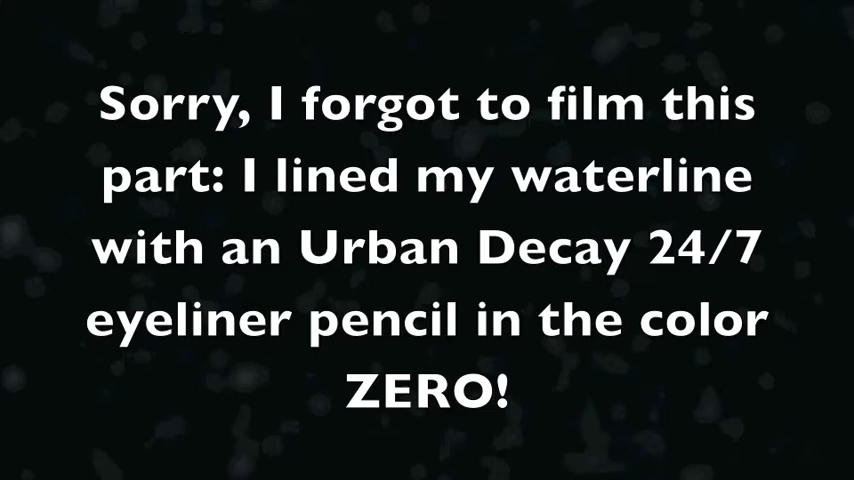 Sorry, I forgot to film this
part: I lined my waterline
with an Urban Decay 24/7
eyeliner pencil in the color
ZERO!